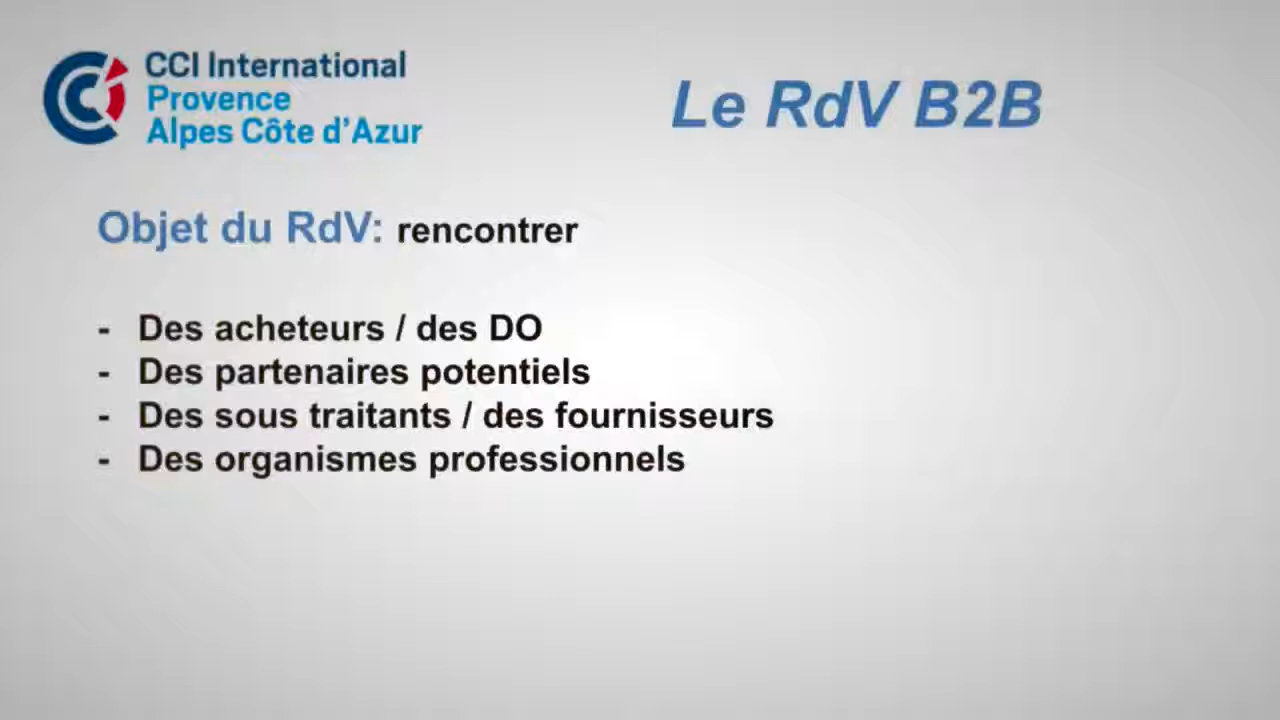 CCI International
Provence
Alpes Côte d'Azur
Le RdV B2B
Objet du RdV: rencontrer
- Des acheteurs / des DO
- Des partenaires potentiels
- Des sous traitants / des fournisseurs
- Des organismes professionnels